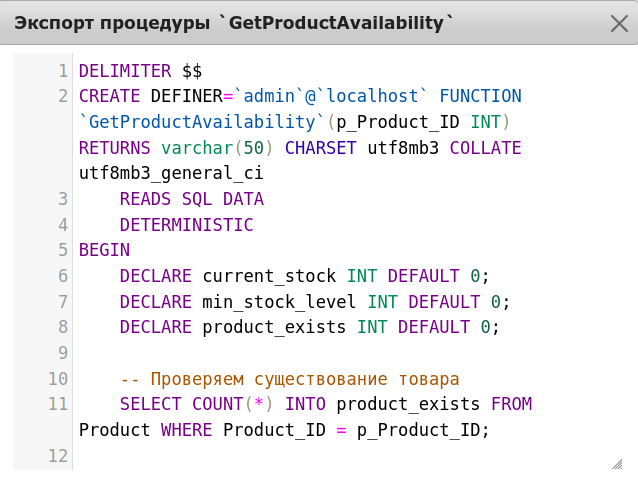 Экспорт процедуры `GetProductAvailability`
1 DELIMITER $$
2 CREATE DEFINER=`admin`@`localhost` FUNCTION
`GetProductAvailability`(p_Product_ID INT)
RETURNS varchar(50) CHARSET utf8mb3 COLLATE
utf8mb3_general_ci
3     READS SQL DATA
4     DETERMINISTIC
5 BEGIN
6     DECLARE current_stock INT DEFAULT 0;
7     DECLARE min_stock_level INT DEFAULT 0;
8     DECLARE product_exists INT DEFAULT 0;
9
10     -- Проверяем существование товара
11     SELECT COUNT(*) INTO product_exists FROM
Product WHERE Product_ID = p_Product_ID;
12